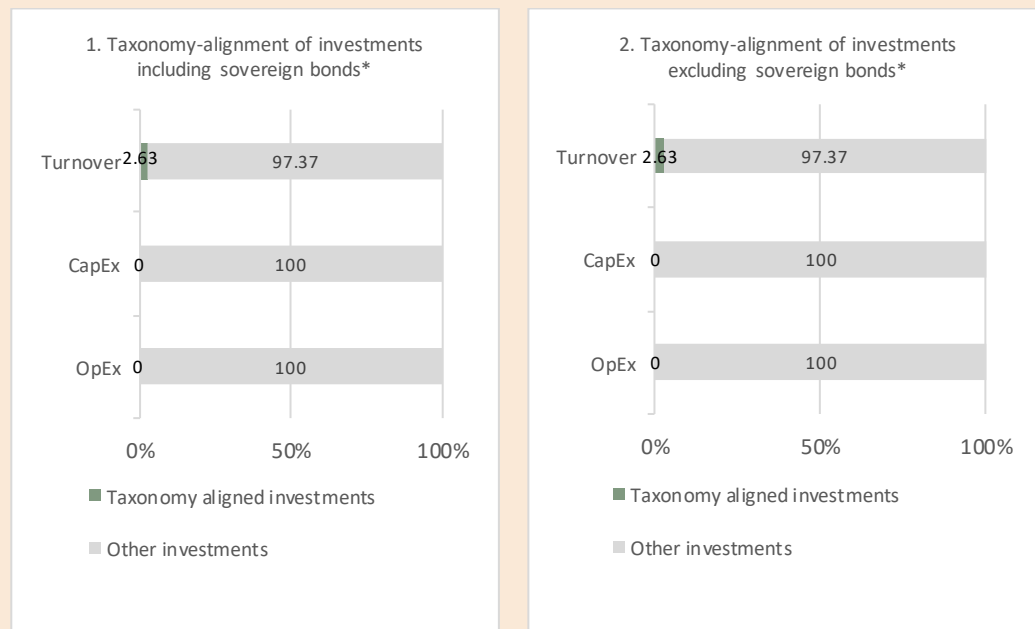 1. Taxonomy-alignment of investments
including sovereign bonds*
Turnover 2.63 97.37
CapEx 0 100
OpEx 0 100
0% 50% 100%
Taxonomy aligned investments
Other investments
2. Taxonomy-alignment of investments
excluding sovereign bonds*
Turnover 2.63 97.37
CapEx 0 100
OpEx 0 100
0% 50% 100%
Taxonomy aligned investments
Other investments